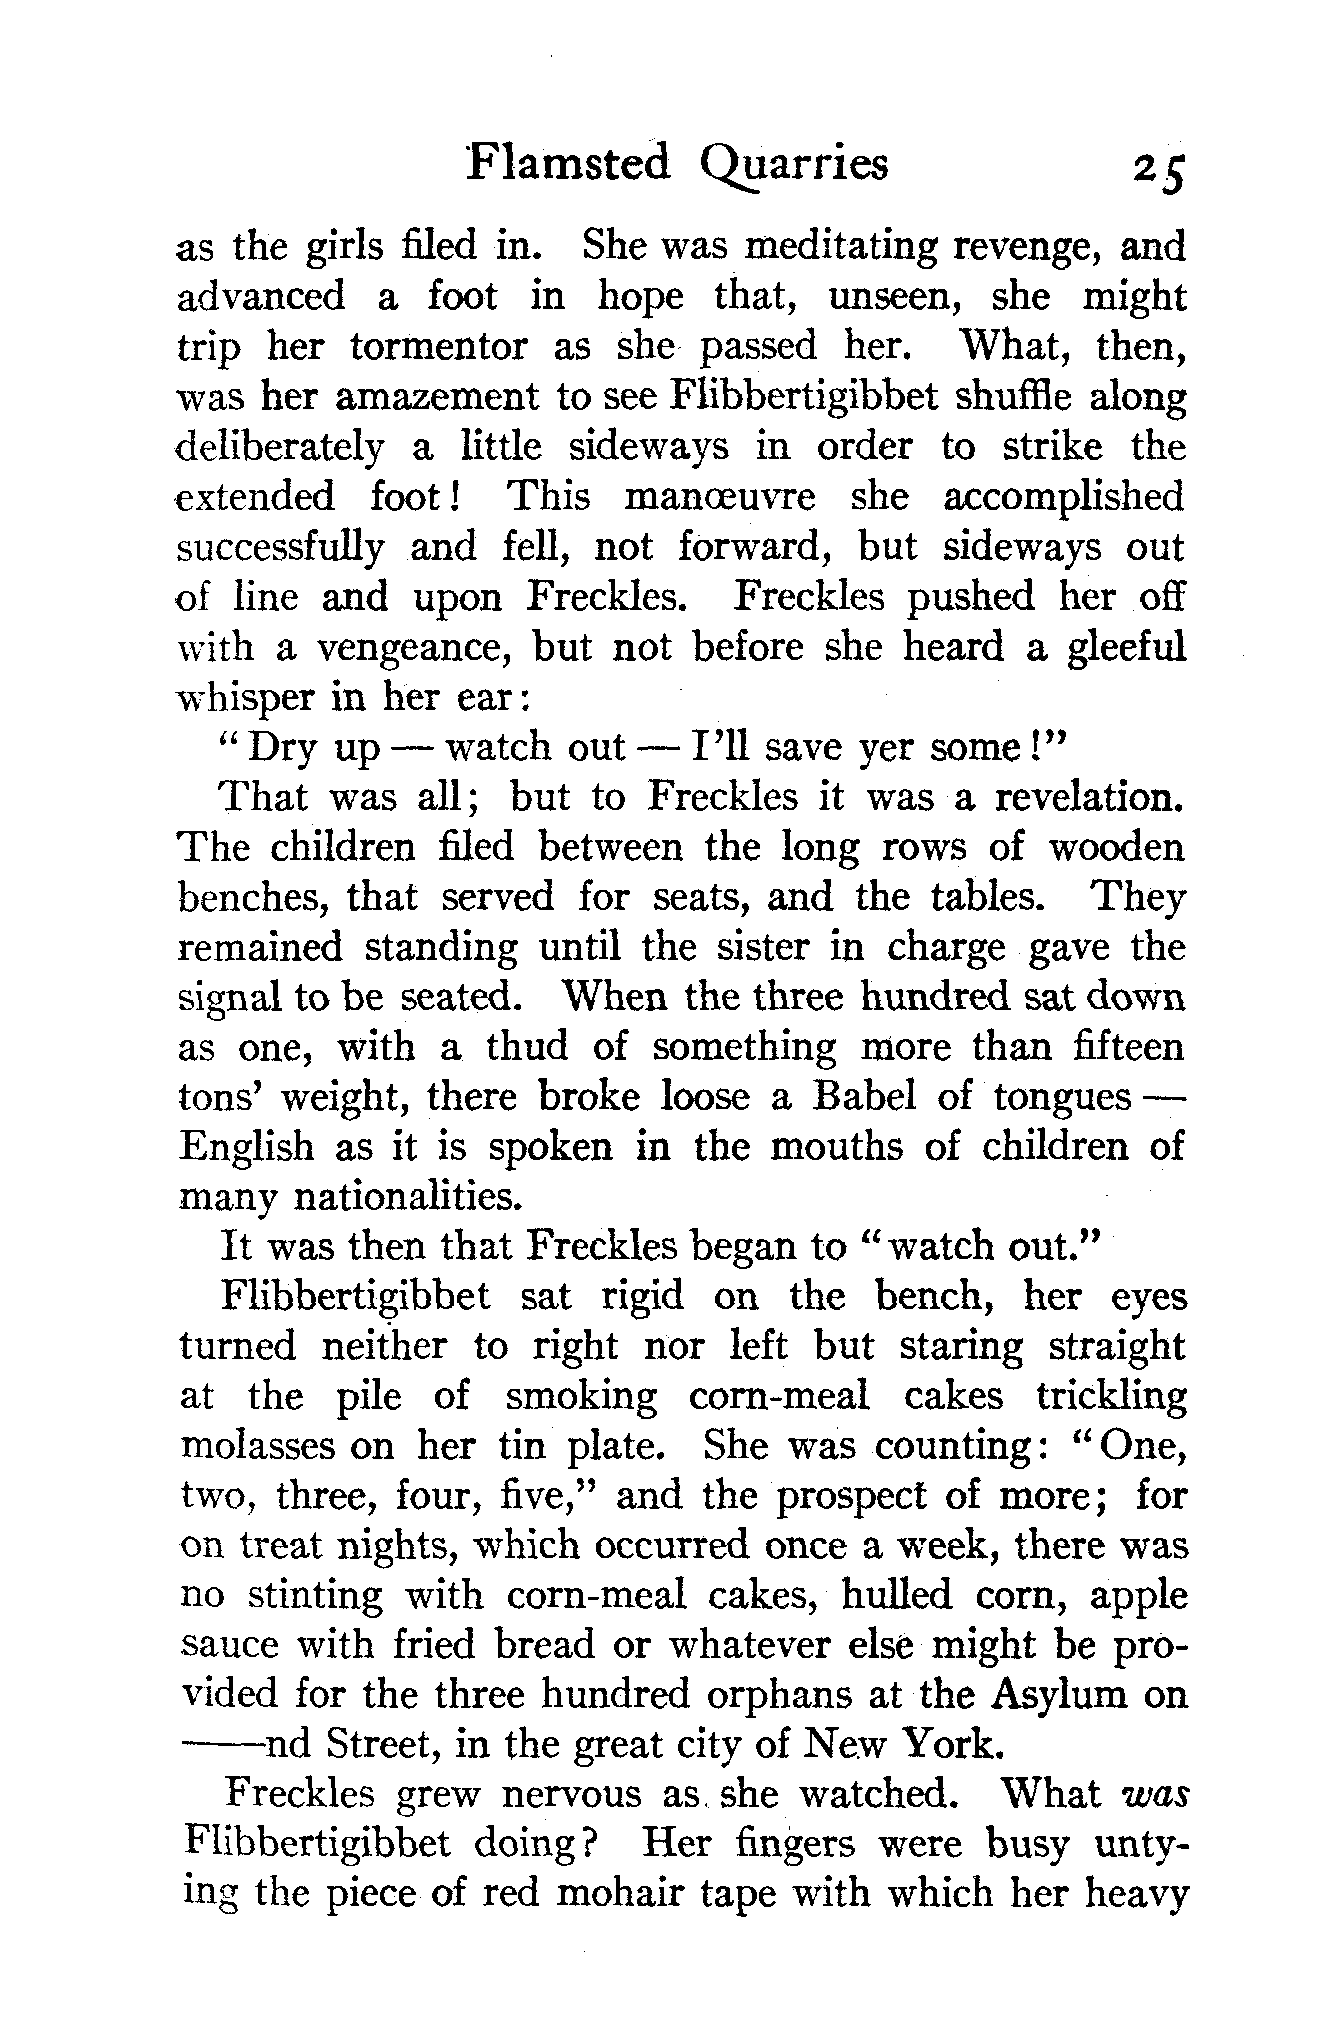 Flamsted Quarries 25
as the girls filed in. She was meditating revenge, and
advanced a foot in hope that, unseen, she might
trip her tormentor as she passed her. What, then,
was her amazement to see Flibbertigibbet shuffle along
deliberately a little sideways in order to strike the
extended foot! This manœuvre she accomplished
successfully and fell, not forward, but sideways out
of line and upon Freckles. Freckles pushed her off
with a vengeance, but not before she heard a gleeful
whisper in her ear:
"Dry up — watch out — I'll save yer some!"
That was all; but to Freckles it was a revelation.
The children filed between the long rows of wooden
benches, that served for seats, and the tables. They
remained standing until the sister in charge gave the
signal to be seated. When the three hundred sat down
as one, with a thud of something more than fifteen
tons' weight, there broke loose a Babel of tongues —
English as it is spoken in the mouths of children of
many nationalities.
It was then that Freckles began to "watch out."
Flibbertigibbet sat rigid on the bench, her eyes
turned neither to right nor left but staring straight
at the pile of smoking corn-meal cakes trickling
molasses on her tin plate. She was counting: "One,
two, three, four, five," and the prospect of more; for
on treat nights, which occurred once a week, there was
no stinting with corn-meal cakes, hulled corn, apple
sauce with fried bread or whatever else might be pro-
vided for the three hundred orphans at the Asylum on
——nd Street, in the great city of New York.
Freckles grew nervous as she watched. What was
Flibbertigibbet doing? Her fingers were busy unty-
ing the piece of red mohair tape with which her heavy